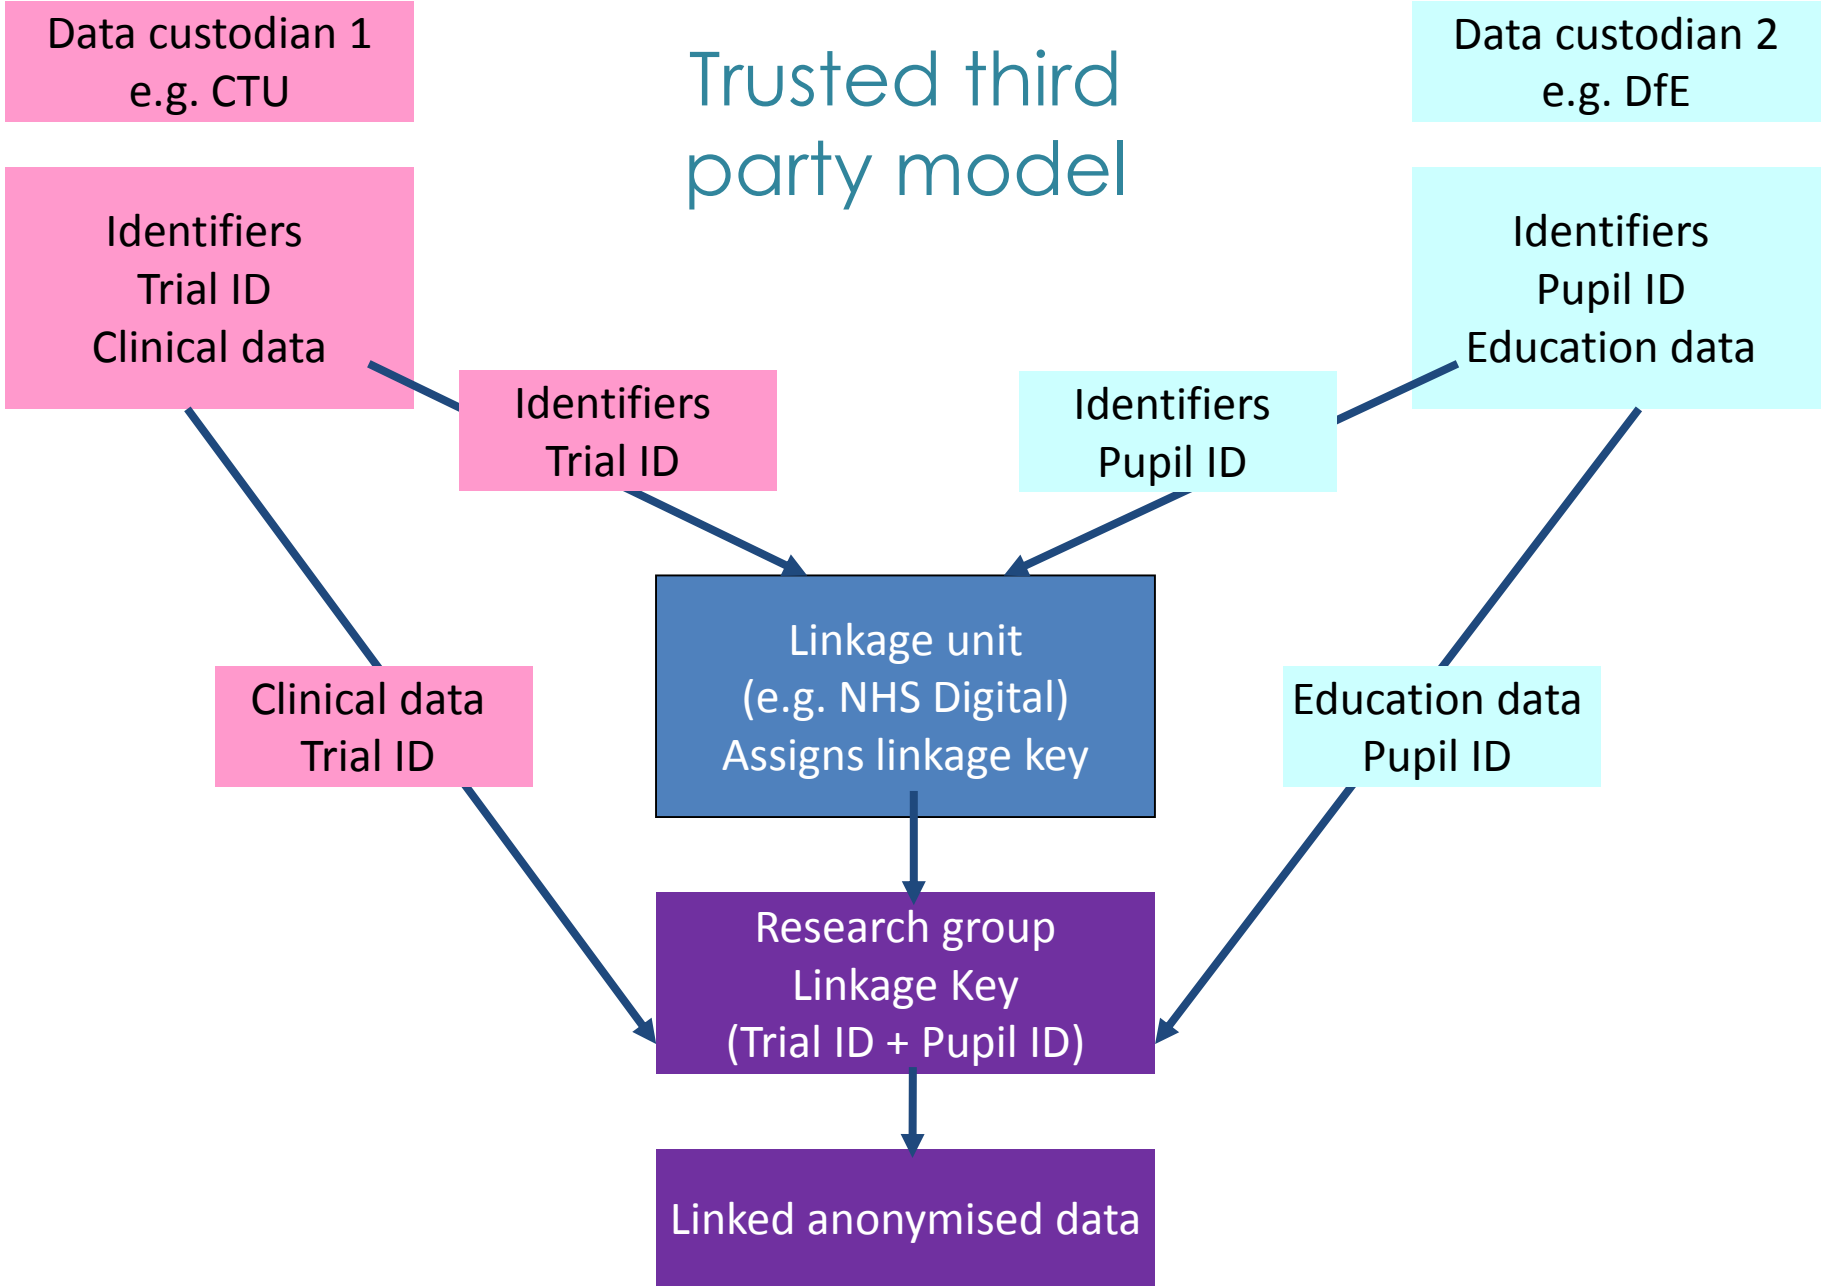 Data custodian 1
e.g. CTU
Trusted third
party model
Data custodian 2
e.g. DfE
Identifiers
Trial ID
Clinical data
Identifiers
Pupil ID
Education data
Identifiers
Trial ID
Identifiers
Pupil ID
Linkage unit
(e.g. NHS Digital)
Assigns linkage key
Clinical data
Trial ID
Education data
Pupil ID
Research group
Linkage Key
(Trial ID + Pupil ID)
Linked anonymised data